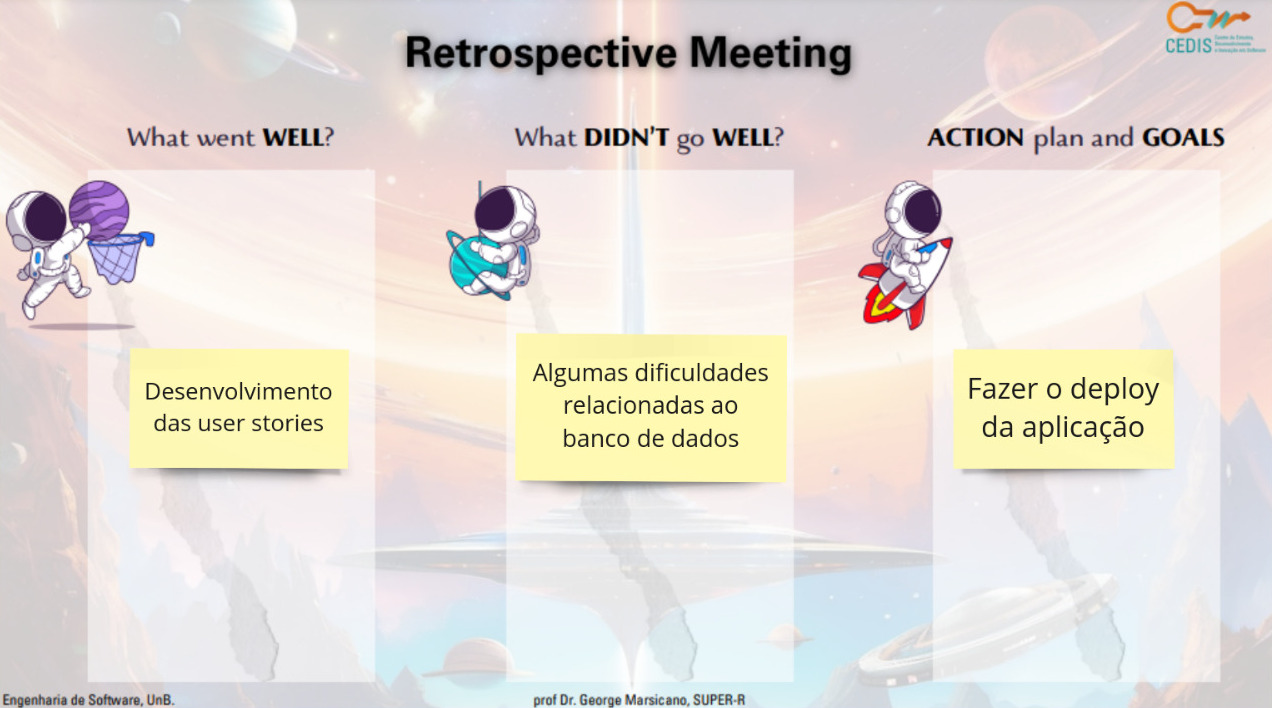 Retrospective Meeting
CEDIS
Centro de Estudos,
Desenvolvimento
e Inovação em Software
What went WELL?
What DIDN'T go WELL?
ACTION plan and GOALS
Desenvolvimento
das user stories
Algumas dificuldades
relacionadas ao
banco de dados
Fazer o deploy
da aplicação
Engenharia de Software, UnB.
prof Dr. George Marsicano, SUPER-R